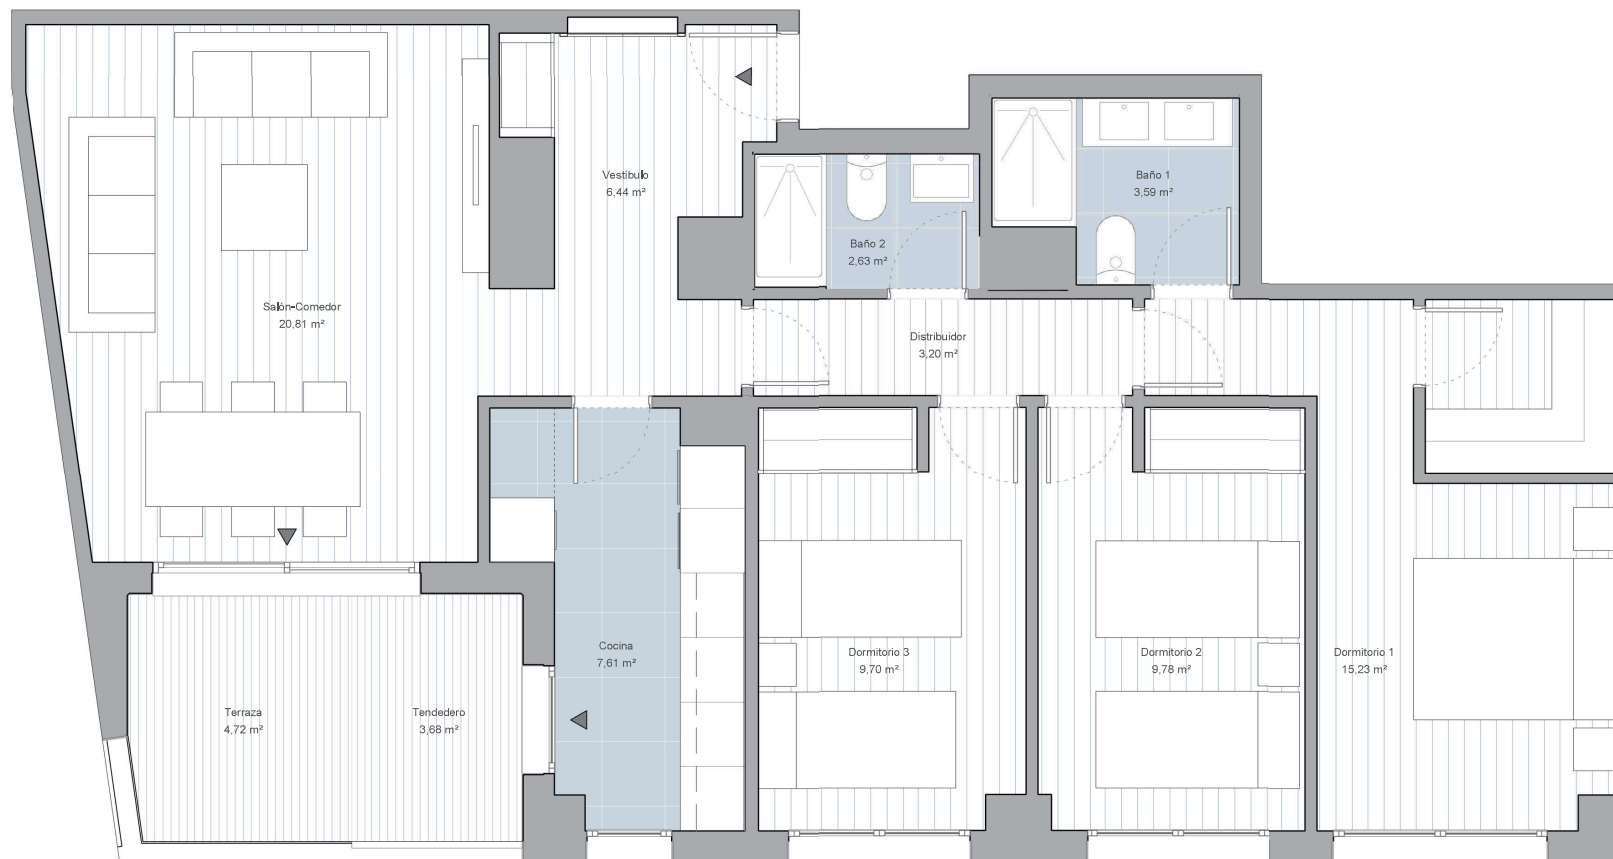 Vestíbulo
6,44 m²
Baño 1
3,59 m²
Baño 2
2,63 m²
Salón-Comedor
20,81 m²
Distribuidor
3,20 m²
Cocina
7,61 m²
Dormitorio 3
9,70 m²
Dormitorio 2
9,78 m²
Dormitorio 1
15,23 m²
Terraza
4,72 m²
Tendedero
3,68 m²